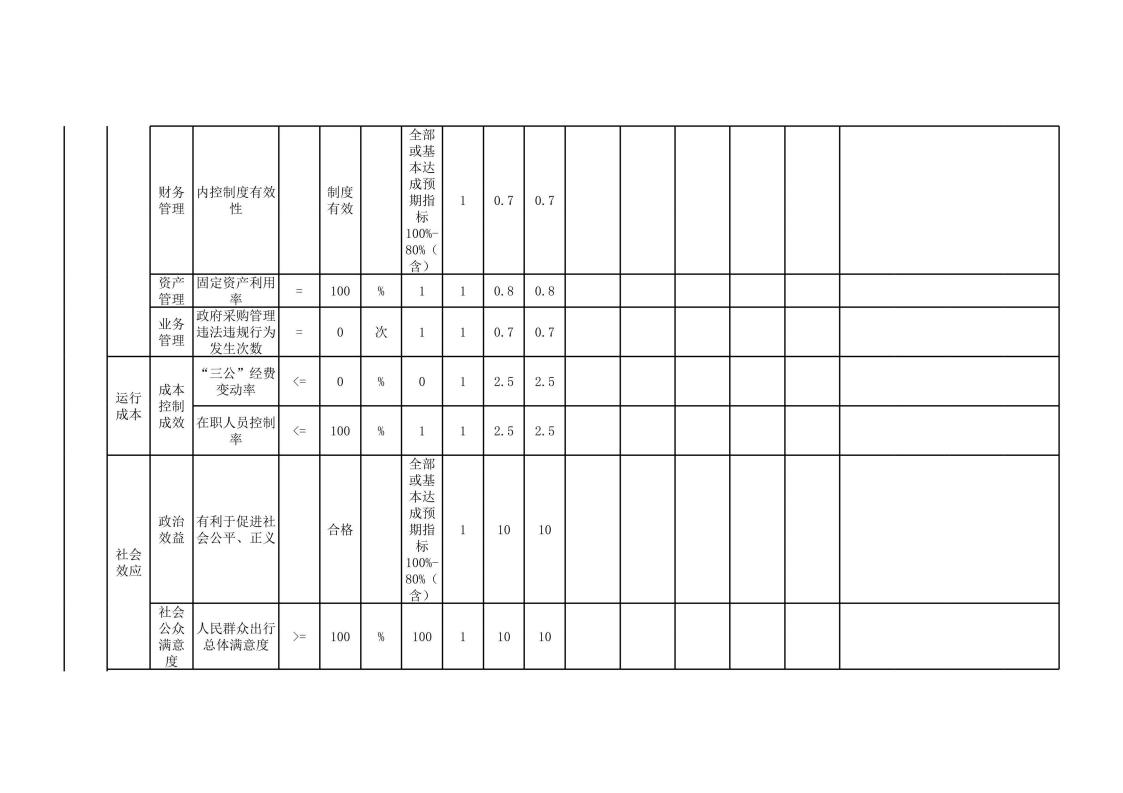 财务
管理
内控制度有效
性
制度
有效
全部
或基
本达
成预
期指
标
100%-
80%（
含）
1
0.7
0.7
资产
管理
固定资产利用
率
=
100
%
1
1
0.8
0.8
业务
管理
政府采购管理
违法违规行为
发生次数
=
0
次
1
1
0.7
0.7
运行
成本
成本
控制
成效
“三公”经费
变动率
<=
0
%
0
1
2.5
2.5
在职人员控制
率
<=
100
%
1
1
2.5
2.5
社会
效应
政治
效益
有利于促进社
会公平、正义
合格
全部
或基
本达
成预
期指
标
100%-
80%（
含）
1
10
10
社会
公众
满意
度
人民群众出行
总体满意度
>=
100
%
100
1
10
10